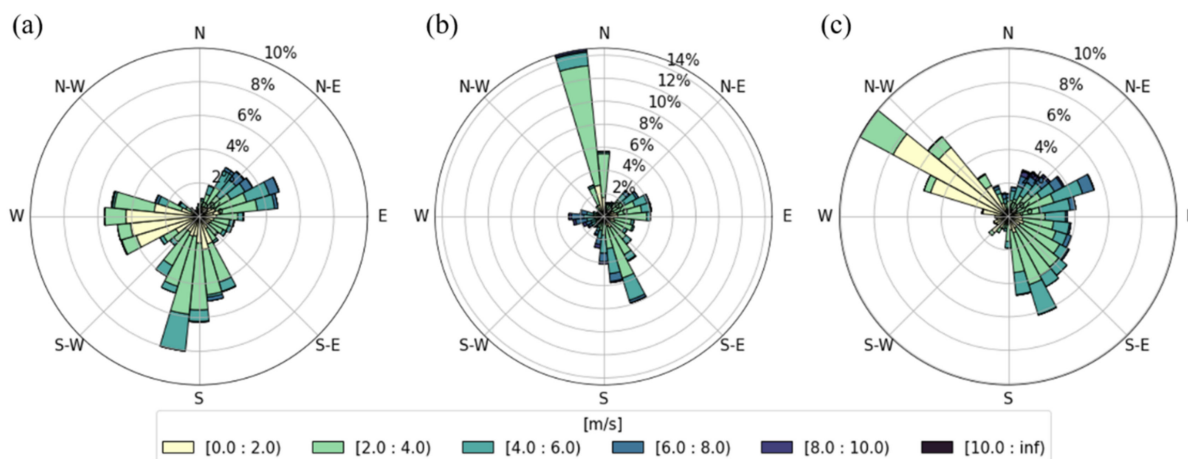 (a)
N
10%
N-W
N-E
8%
6%
4%
2%
W
E
S-W
S-E
S
(b)
N
14%
N-W
N-E
12%
10%
8%
6%
4%
2%
W
E
S-W
S-E
S
(c)
N
10%
N-W
N-E
8%
6%
4%
W
E
S-W
S-E
S
[m/s]
[0.0 : 2.0) [2.0 : 4.0) [4.0 : 6.0) [6.0 : 8.0) [8.0 : 10.0) [10.0 : inf)